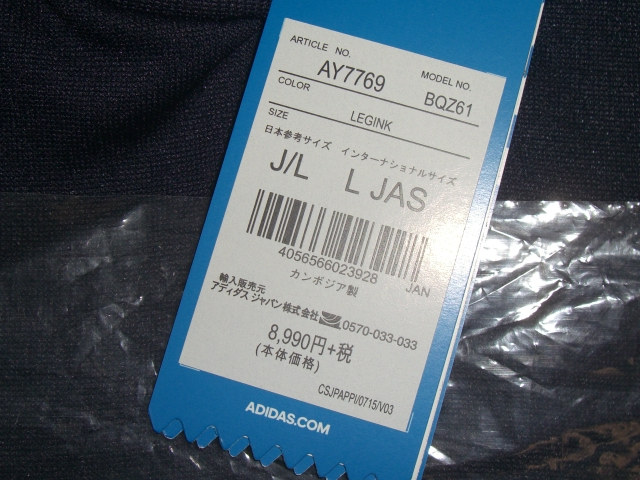 ARTICLE NO.
AY7769
MODEL NO.
BQZ61
COLOR
LEGINK
SIZE
日本参考サイズ インターナショナルサイズ
J/L L JAS
4056566023928 JAN
カンボジア製
輸入販売元
アディダス ジャパン株式会社 0570-033-033
8,990円+税
(本体価格)
CSJPAPPI/0715/V03
ADIDAS.COM